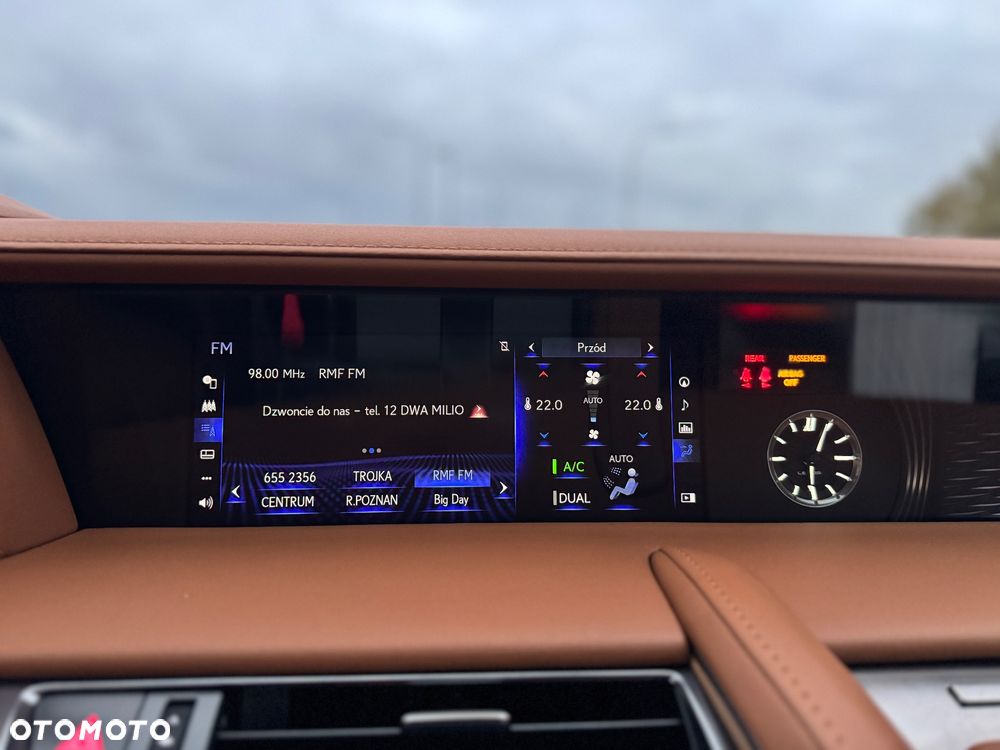 FM
98.00 MHz RMF FM
Dzwoncie do nas - tel. 12 DWA MILIO
655 2356 TROJKA RMF FM
CENTRUM R.POZNAN Big Day
Przód
AUTO
22.0 22.0
A/C AUTO
DUAL
REAR PASSENGER
AIRBAG
OFF
OTOMOTO